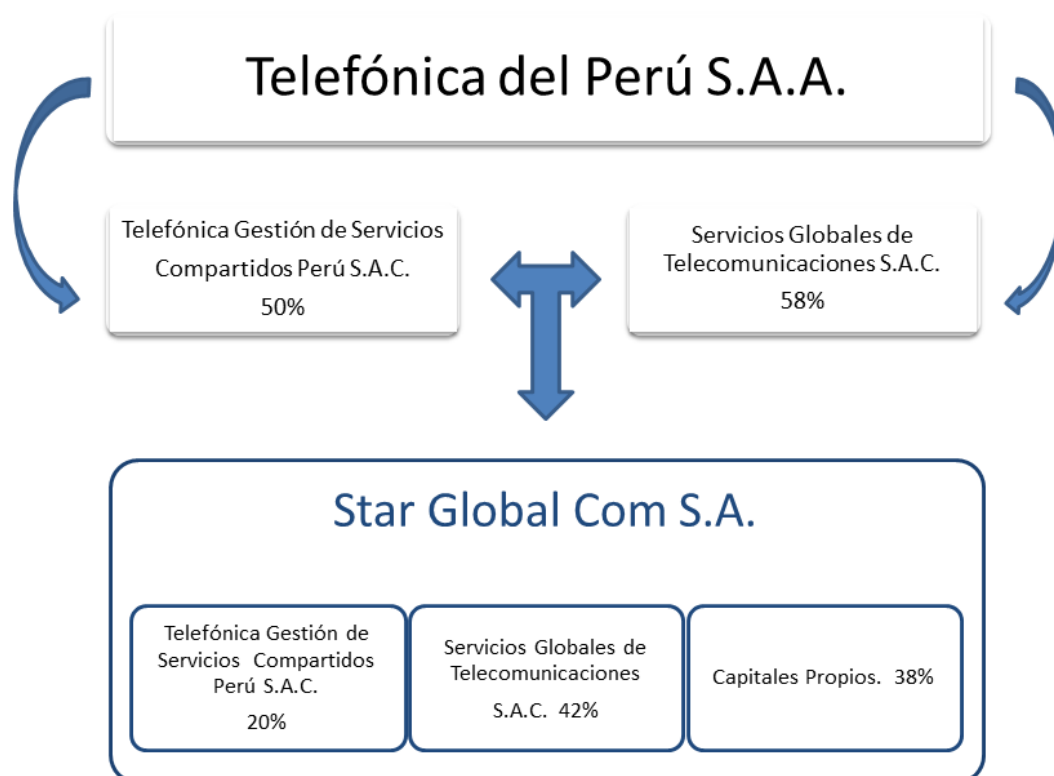 Telefónica del Perú S.A.A.
Telefónica Gestión de Servicios
Compartidos Perú S.A.C.
50%
Servicios Globales de
Telecomunicaciones S.A.C.
58%
Star Global Com S.A.
Telefónica Gestión de
Servicios Compartidos
Perú S.A.C.
20%
Servicios Globales de
Telecomunicaciones
S.A.C. 42%
Capitales Propios. 38%